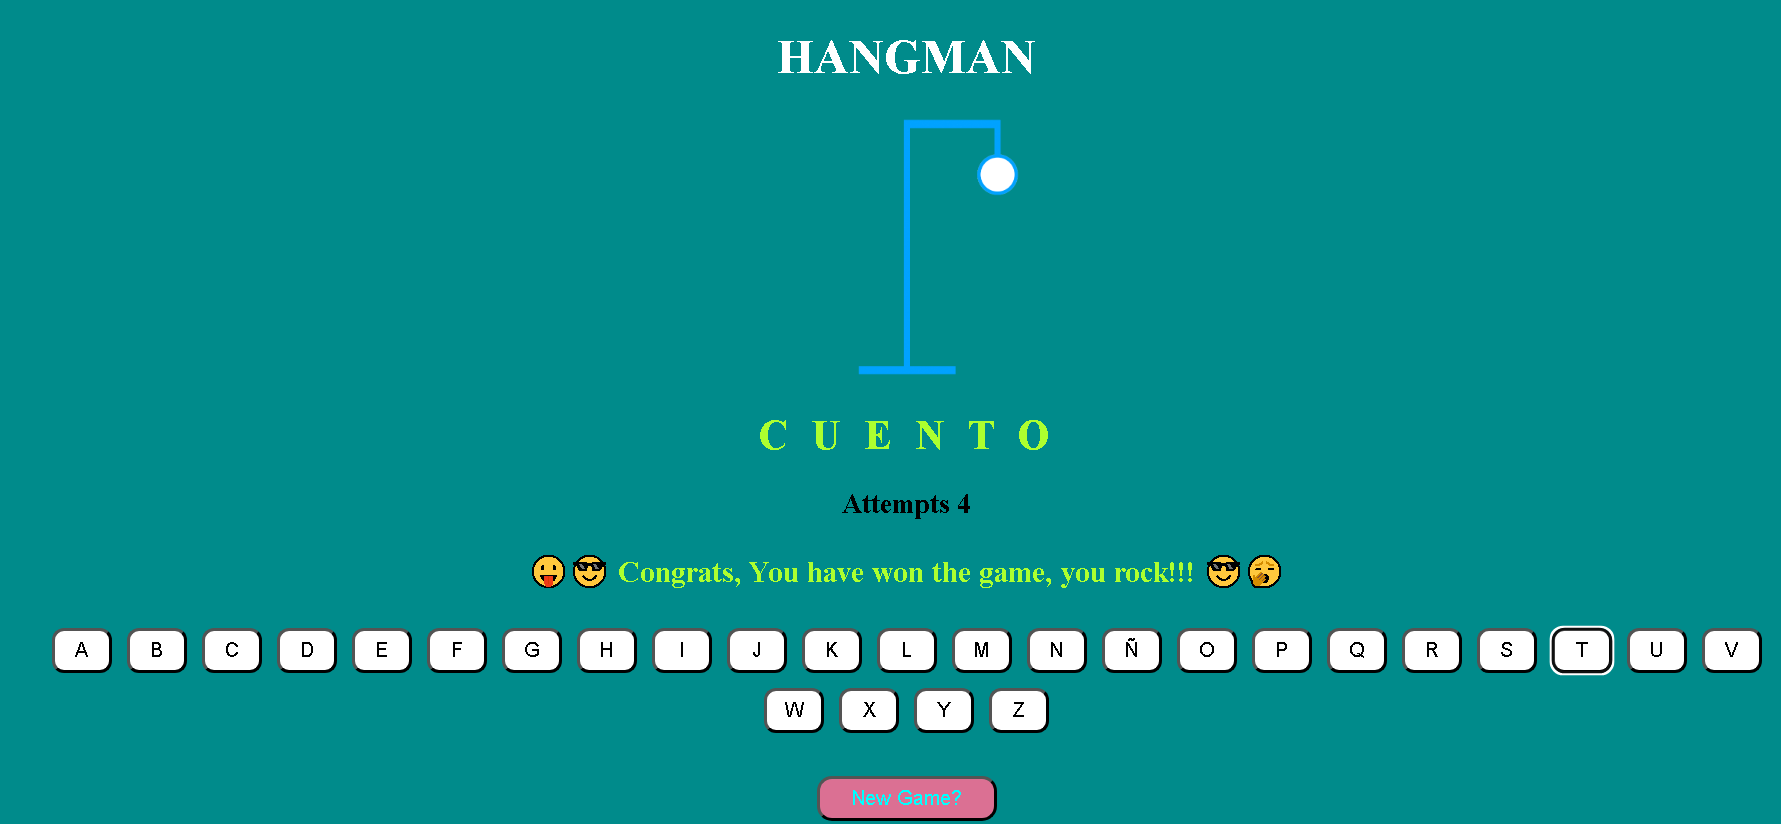 HANGMAN
C U E N T O
Attempts 4
😛 😎 Congrats, You have won the game, you rock!!! 😎 🥱
A B C D E F G H I J K L M N Ñ O P Q R S T U V
W X Y Z
New Game?